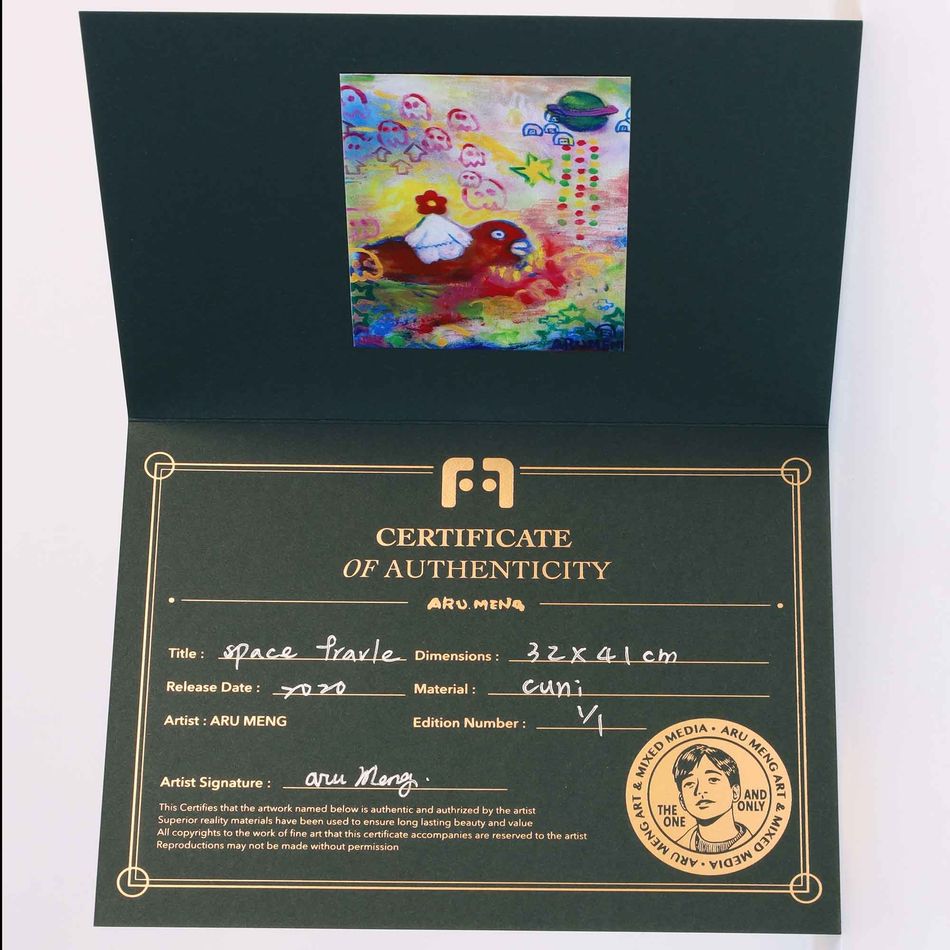 ARUMEN
CERTIFICATE
OF AUTHENTICITY
ARU.MENG
Title : space travle Dimensions : 32 X 41 cm
Release Date : 2020 Material : cuni
Artist : ARU MENG Edition Number : 1/1
Artist Signature : aru Meng.
This Certifies that the artwork named below is authentic and authrized by the artist
Superior reality materials have been used to ensure long lasting beauty and value
All copyrights to the work of fine art that this certificate accompanies are reserved to the artist
Reproductions may not be made without permission
ARU MENG ART & MIXED MEDIA • ARU MENG ART & MIXED MEDIA •
THE ONE AND ONLY